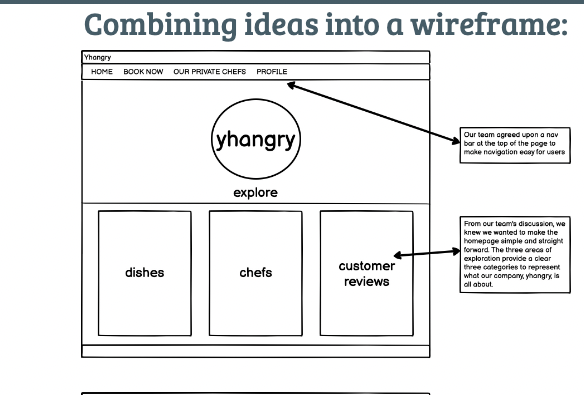 Combining ideas into a wireframe:
Yhangry
HOME BOOK NOW OUR PRIVATE CHEFS PROFILE
yhangry
explore
dishes
chefs
customer
reviews
Our team agreed upon a nav
bar at the top of the page to
make navigation easy for users
From our team's discussion, we
knew we wanted to make the
homepage simple and straight
forward. The three areas of
exploration provide a clear
three categories to represent
what our company, yhangry, is
all about.